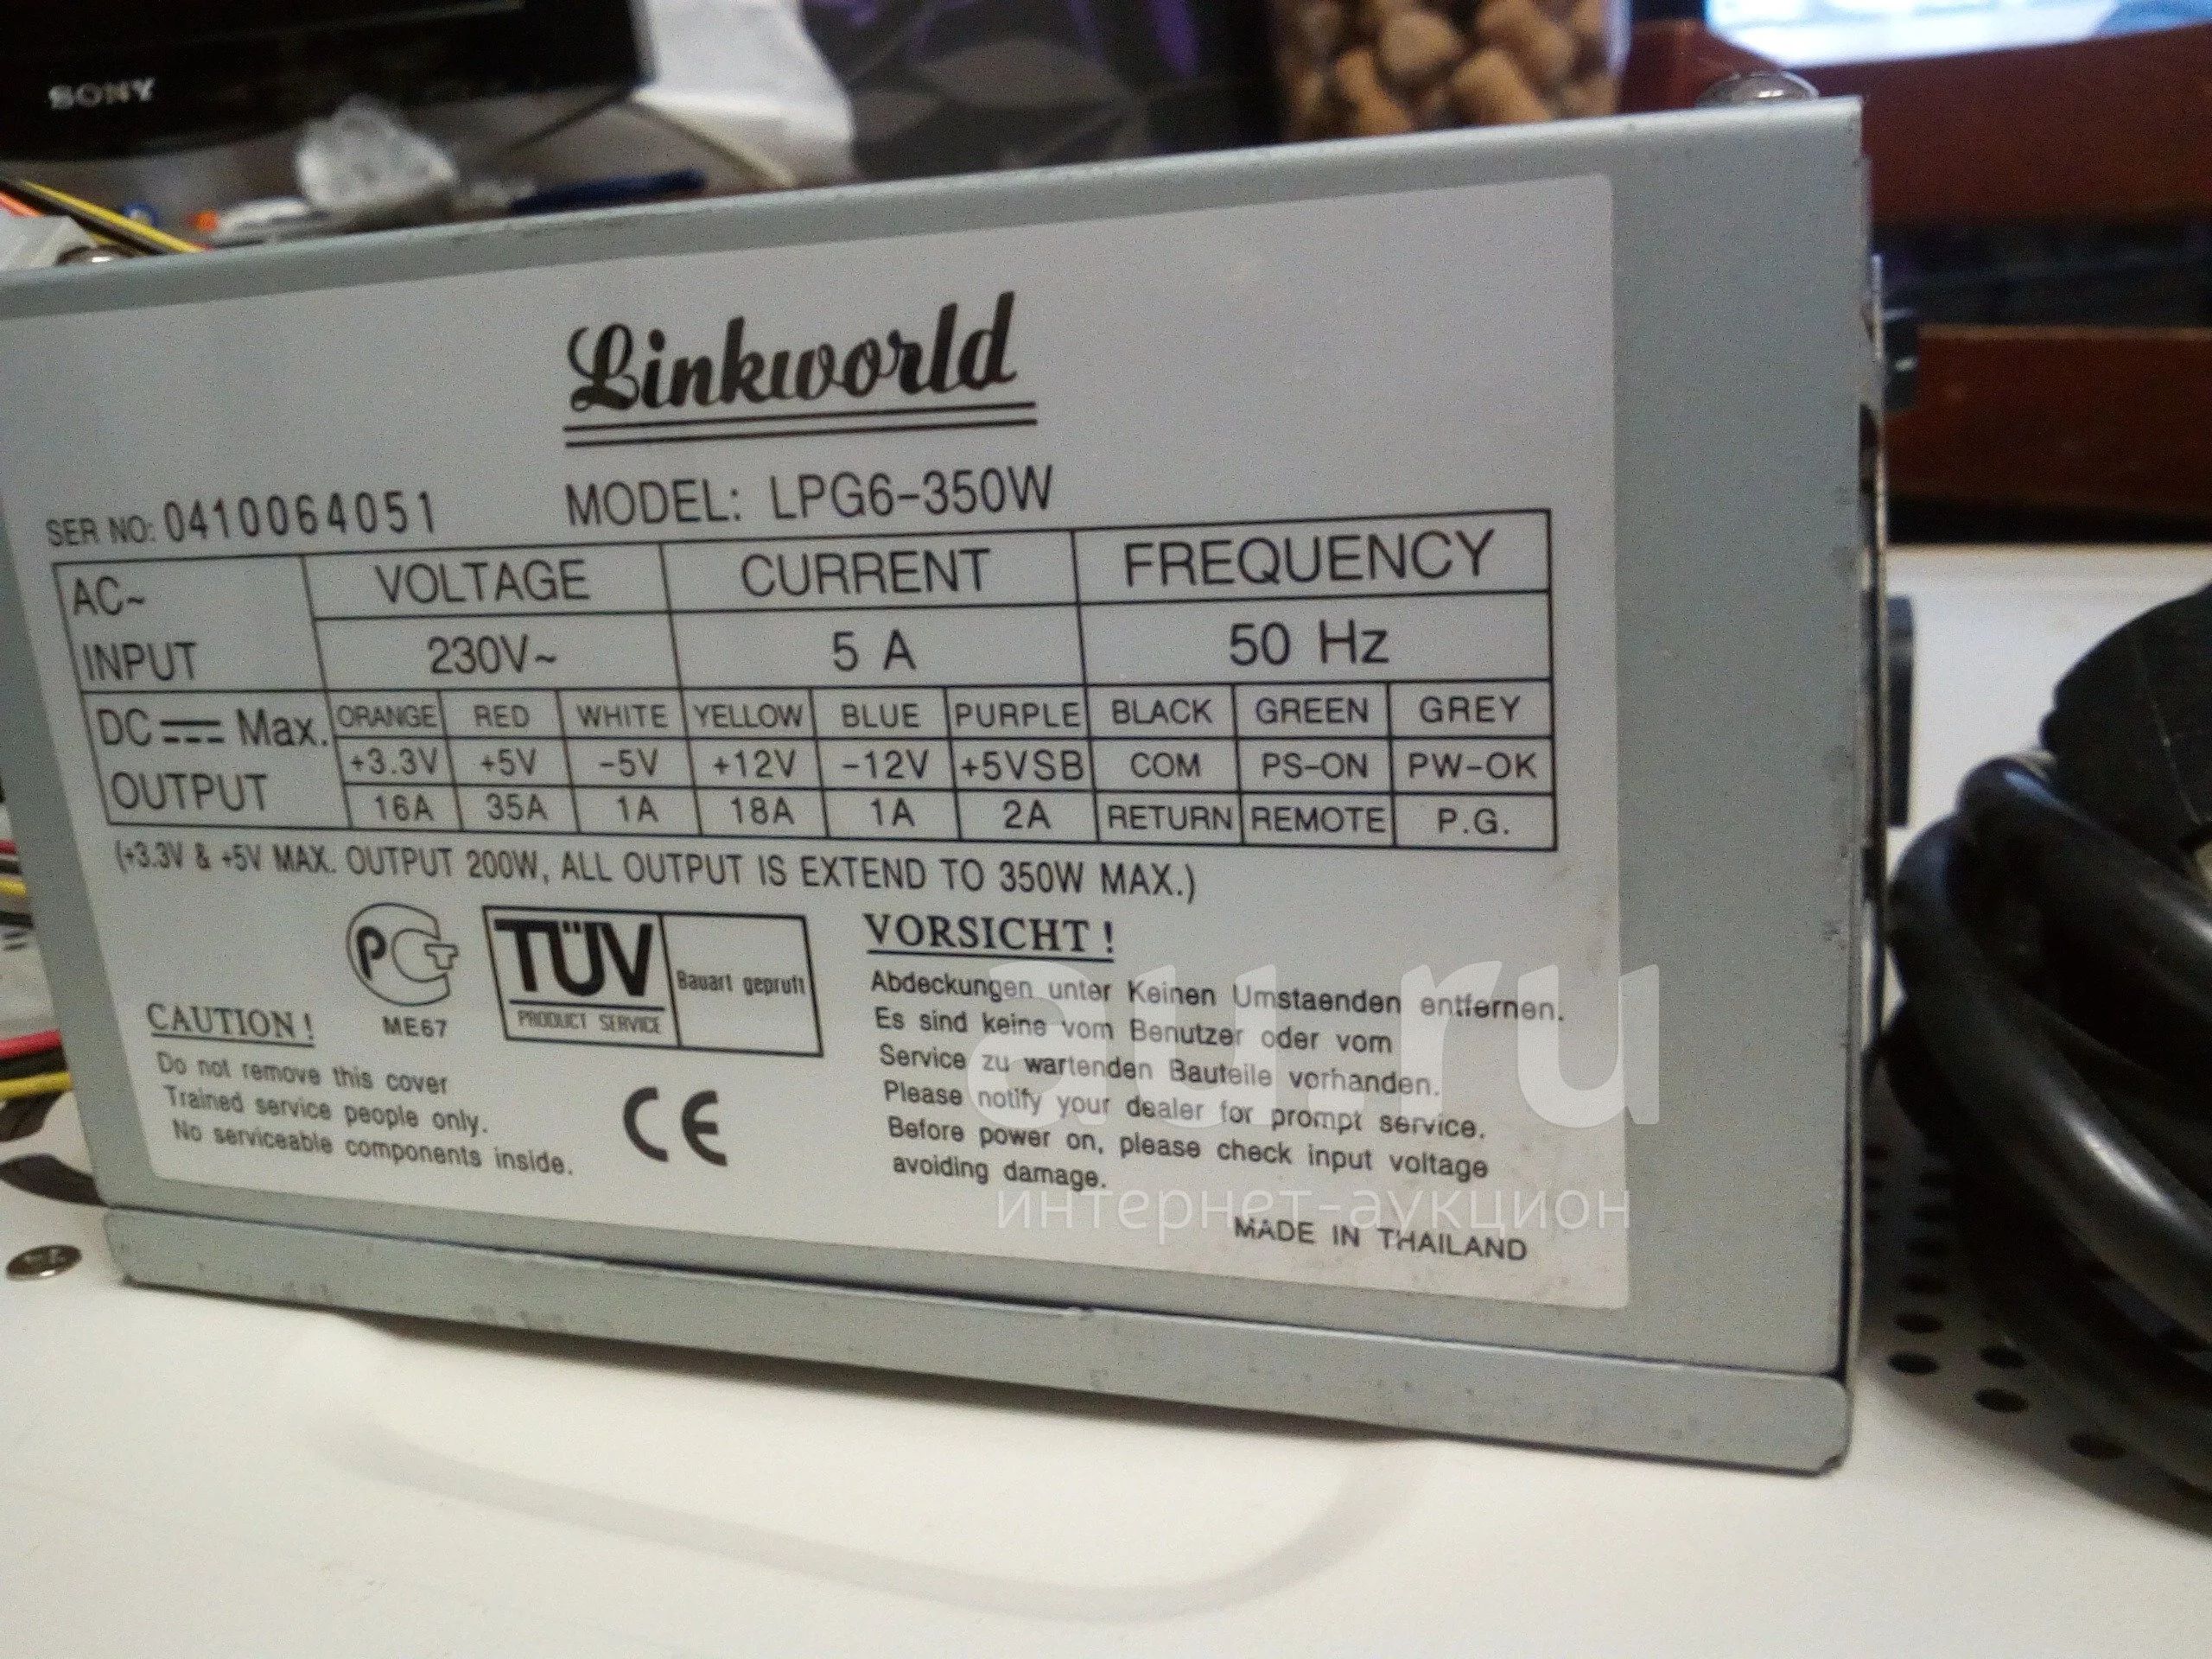 SONY
Linkworld
SER NO: 0410064051 MODEL: LPG6-350W
AC~ INPUT VOLTAGE CURRENT FREQUENCY
230V~ 5 A 50 Hz
DC Max. OUTPUT ORANGE RED WHITE YELLOW BLUE PURPLE BLACK GREEN GREY
+3.3V +5V -5V +12V -12V +5VSB COM PS-ON PW-OK
16A 35A 1A 18A 1A 2A RETURN REMOTE P.G.
(+3.3V & +5V MAX. OUTPUT 200W, ALL OUTPUT IS EXTEND TO 350W MAX.)
РСТ
ME67
TÜV
PRODUCT SERVICE
Bauart geprüft
CAUTION!
Do not remove this cover
Trained service people only.
No serviceable components inside.
CE
VORSICHT!
Abdeckungen unter Keinen Umstaenden entfernen.
Es sind keine vom Benutzer oder vom
Service zu wartenden Bauteile vorhanden.
Please notify your dealer for prompt service.
Before power on, please check input voltage
avoiding damage.
MADE IN THAILAND
au.ru
интернет-аукцион